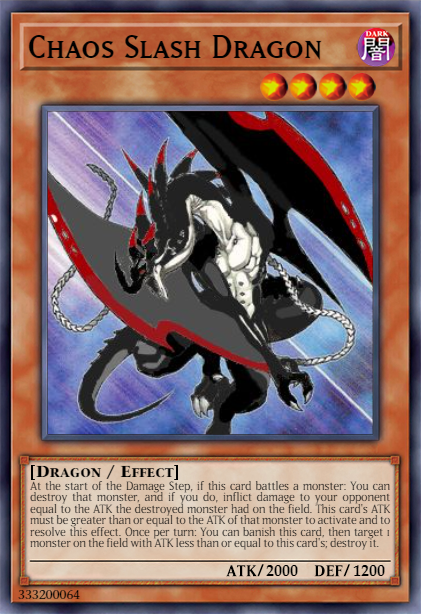 Chaos Slash Dragon
DARK
闇
[Dragon / Effect]
At the start of the Damage Step, if this card battles a monster: You can
destroy that monster, and if you do, inflict damage to your opponent
equal to the ATK the destroyed monster had on the field. This card's ATK
must be greater than or equal to the ATK of that monster to activate and to
resolve this effect. Once per turn: You can banish this card, then target 1
monster on the field with ATK less than or equal to this card's; destroy it.
ATK/2000 DEF/1200
333200064